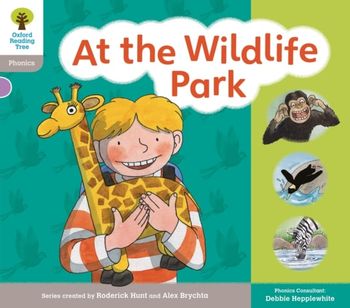 Oxford
Reading
Tree
Phonics
At the Wildlife
Park
Series created by Roderick Hunt and Alex Brychta
Phonics Consultant:
Debbie Hepplewhite